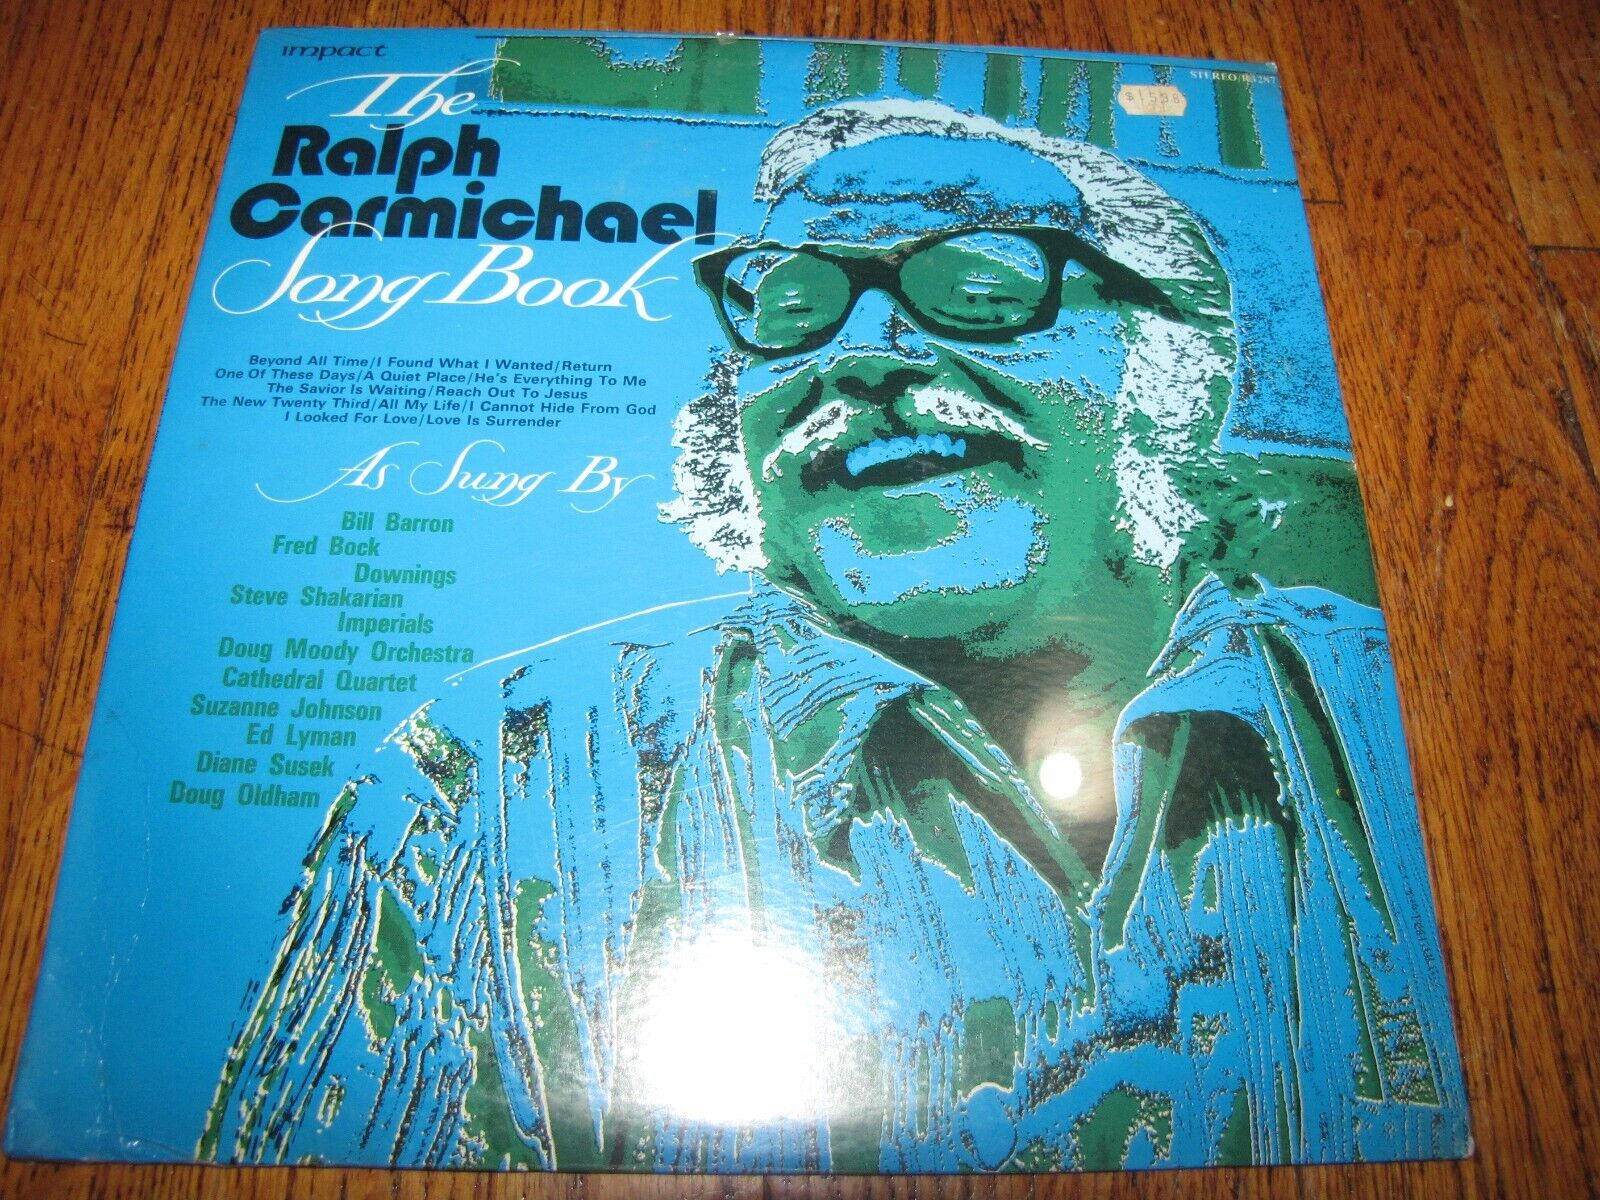 impact
STEREO/R3287
The
Ralph
Carmichael
Song Book
Beyond All Time/I Found What I Wanted/Return
One Of These Days/A Quiet Place/He's Everything To Me
The Savior Is Waiting/Reach Out To Jesus
The New Twenty Third/All My Life/I Cannot Hide From God
I Looked For Love/Love Is Surrender
As Sung By
Bill Barron
Fred Bock
Downings
Steve Shakarian
Imperials
Doug Moody Orchestra
Cathedral Quartet
Suzanne Johnson
Ed Lyman
Diane Susek
Doug Oldham